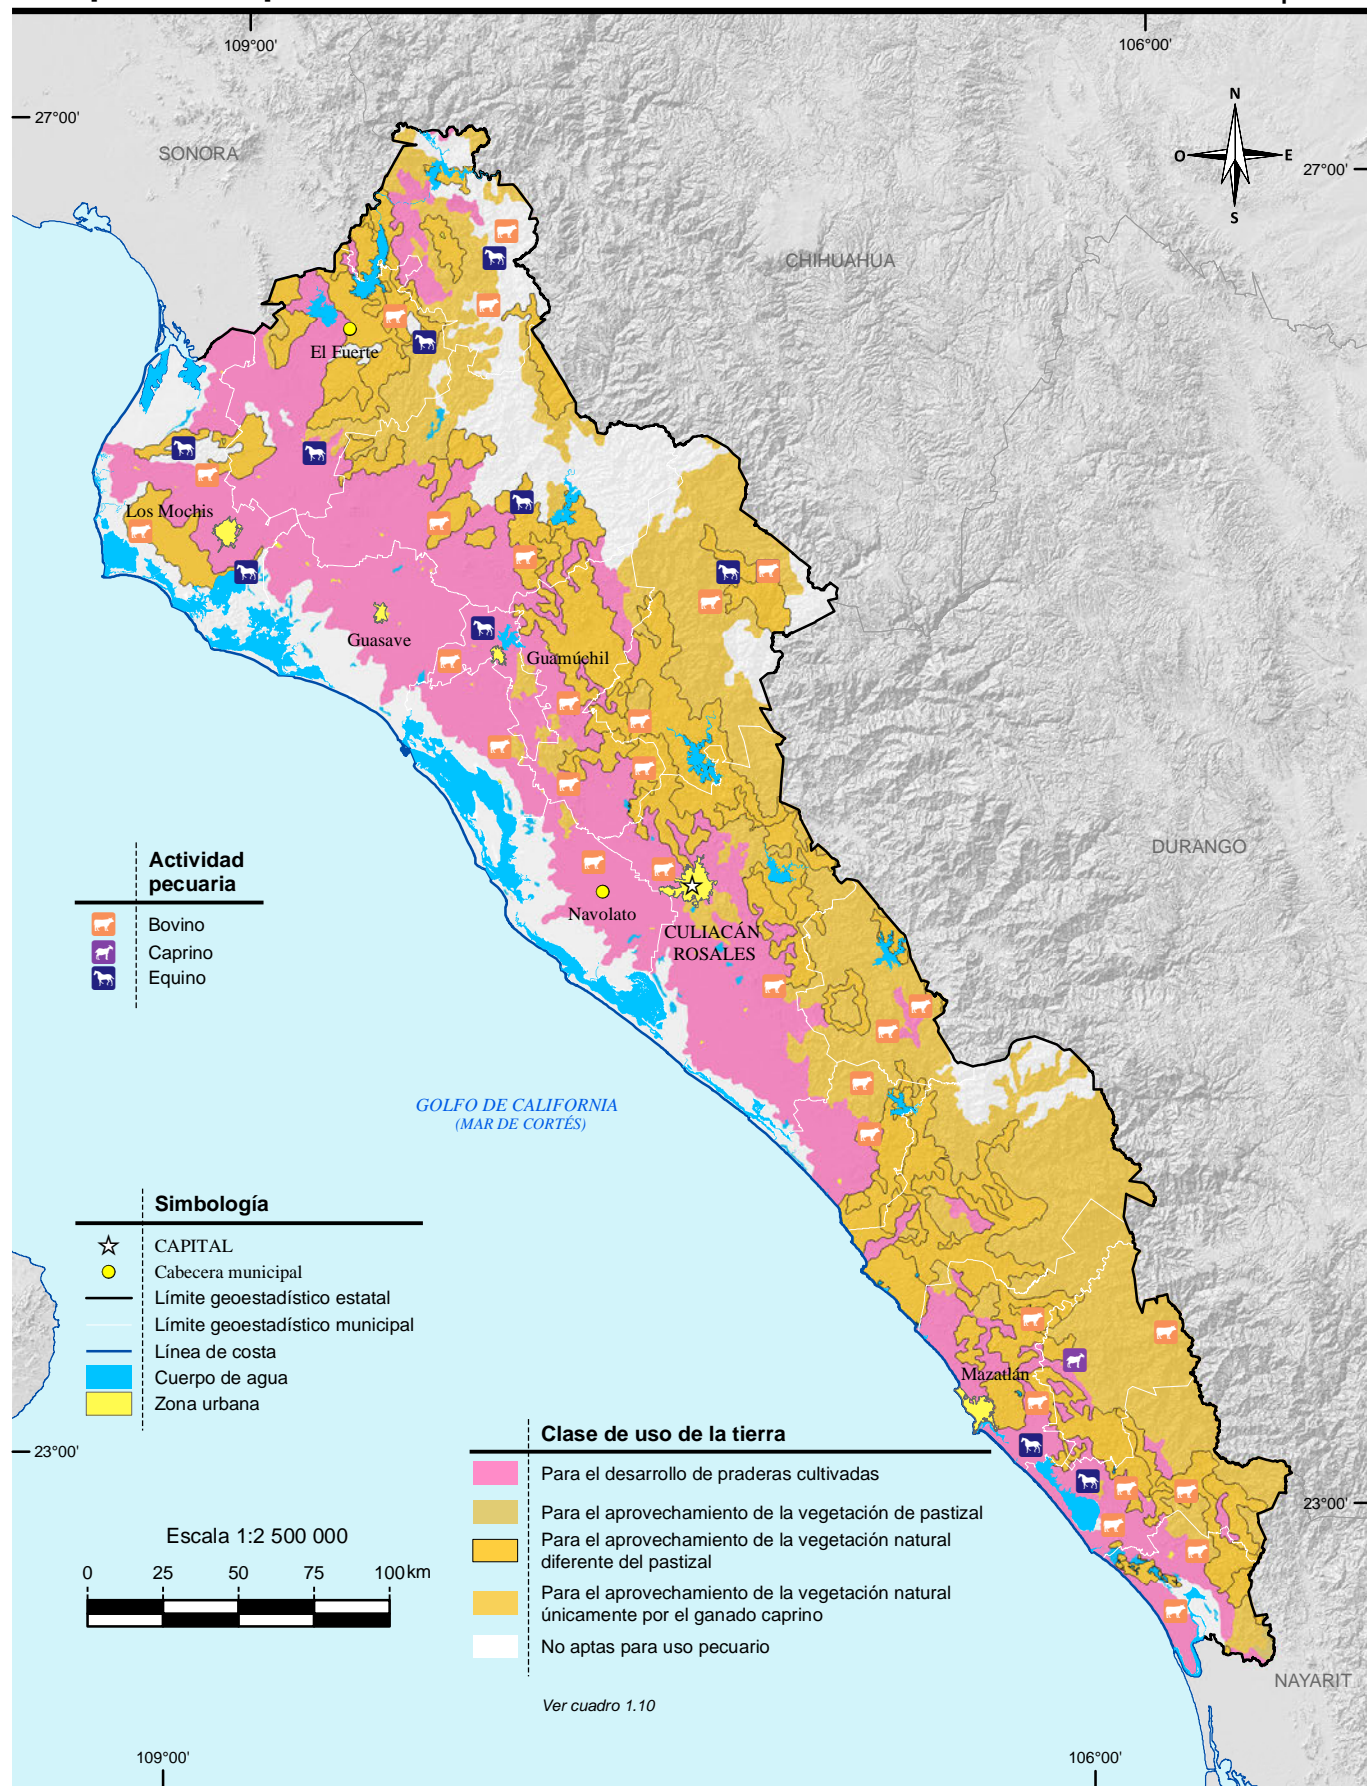 109°00'
106°00'
27°00'
27°00'
N
O
E
S
SONORA
CHIHUAHUA
El Fuerte
Los Mochis
Guasave
Guamúchil
DURANGO
Navolato
CULIACÁN
ROSALES
Actividad
pecuaria
Bovino
Caprino
Equino
GOLFO DE CALIFORNIA
(MAR DE CORTÉS)
Simbología
CAPITAL
Cabecera municipal
Límite geoestadístico estatal
Límite geoestadístico municipal
Línea de costa
Cuerpo de agua
Zona urbana
Mazatlán
23°00'
23°00'
Clase de uso de la tierra
Para el desarrollo de praderas cultivadas
Para el aprovechamiento de la vegetación de pastizal
Para el aprovechamiento de la vegetación natural
diferente del pastizal
Para el aprovechamiento de la vegetación natural
únicamente por el ganado caprino
No aptas para uso pecuario
Ver cuadro 1.10
Escala 1:2 500 000
0 25 50 75 100 km
NAYARIT
109°00'
106°00'